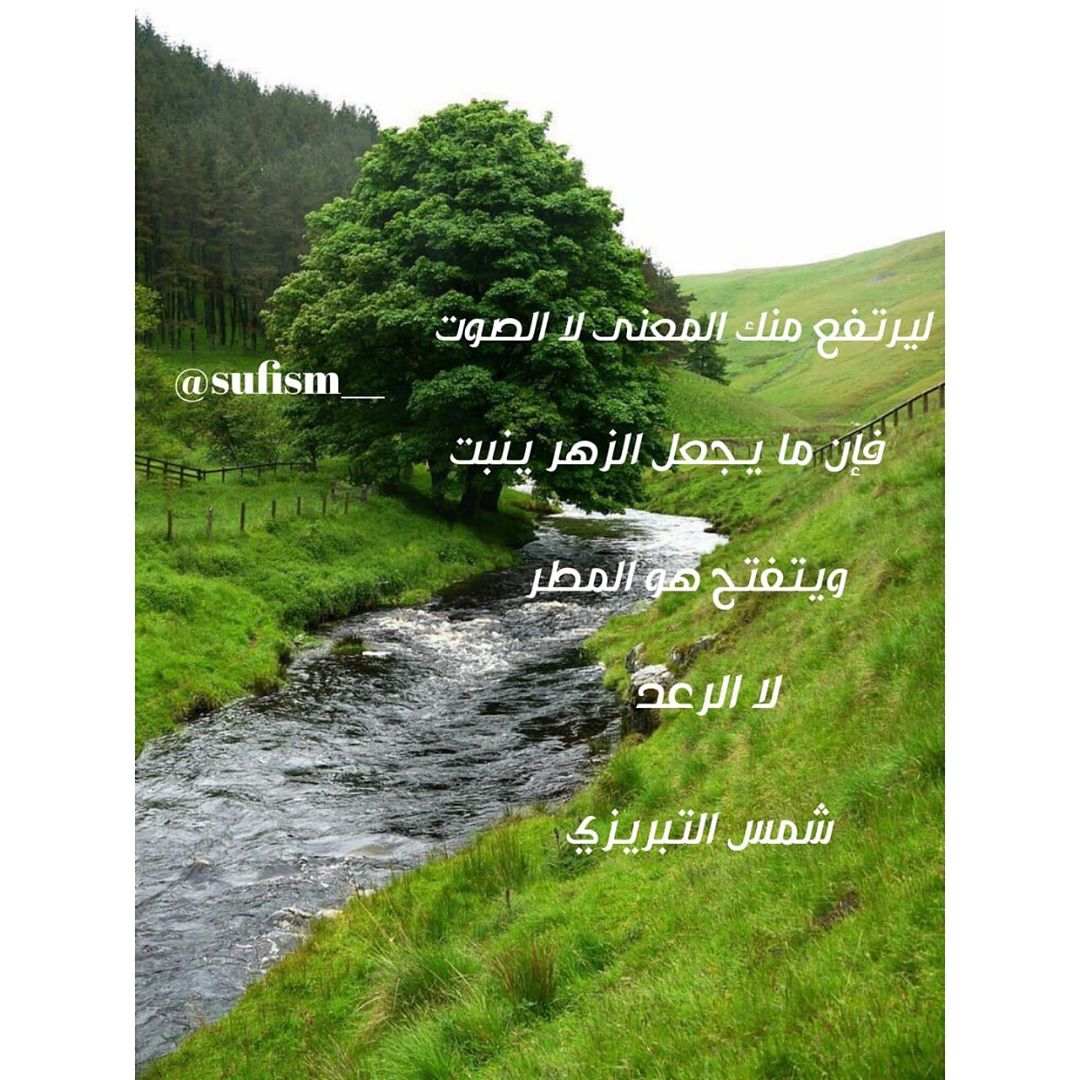 ليرتفع منك المعنى لا الصوت
@sufism__
فإن ما يجعل الزهر ينبت
ويتفتح هو المطر
لا الرعد
شمس التبريزي